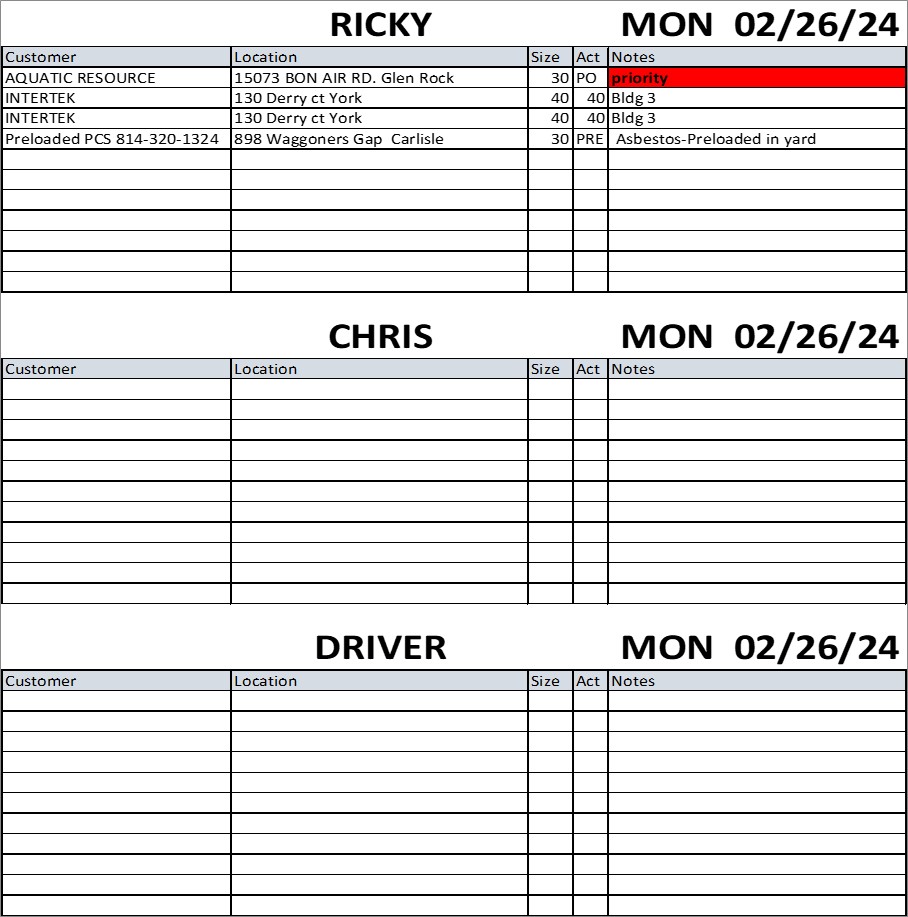 RICKY MON 02/26/24
Customer Location Size Act Notes
AQUATIC RESOURCE 15073 BON AIR RD. Glen Rock 30 PO priority
INTERTEK 130 Derry ct York 40 40 Bldg 3
INTERTEK 130 Derry ct York 40 40 Bldg 3
Preloaded PCS 814-320-1324 898 Waggoners Gap Carlisle 30 PRE Asbestos-Preloaded in yard
CHRIS MON 02/26/24
Customer Location Size Act Notes
DRIVER MON 02/26/24
Customer Location Size Act Notes